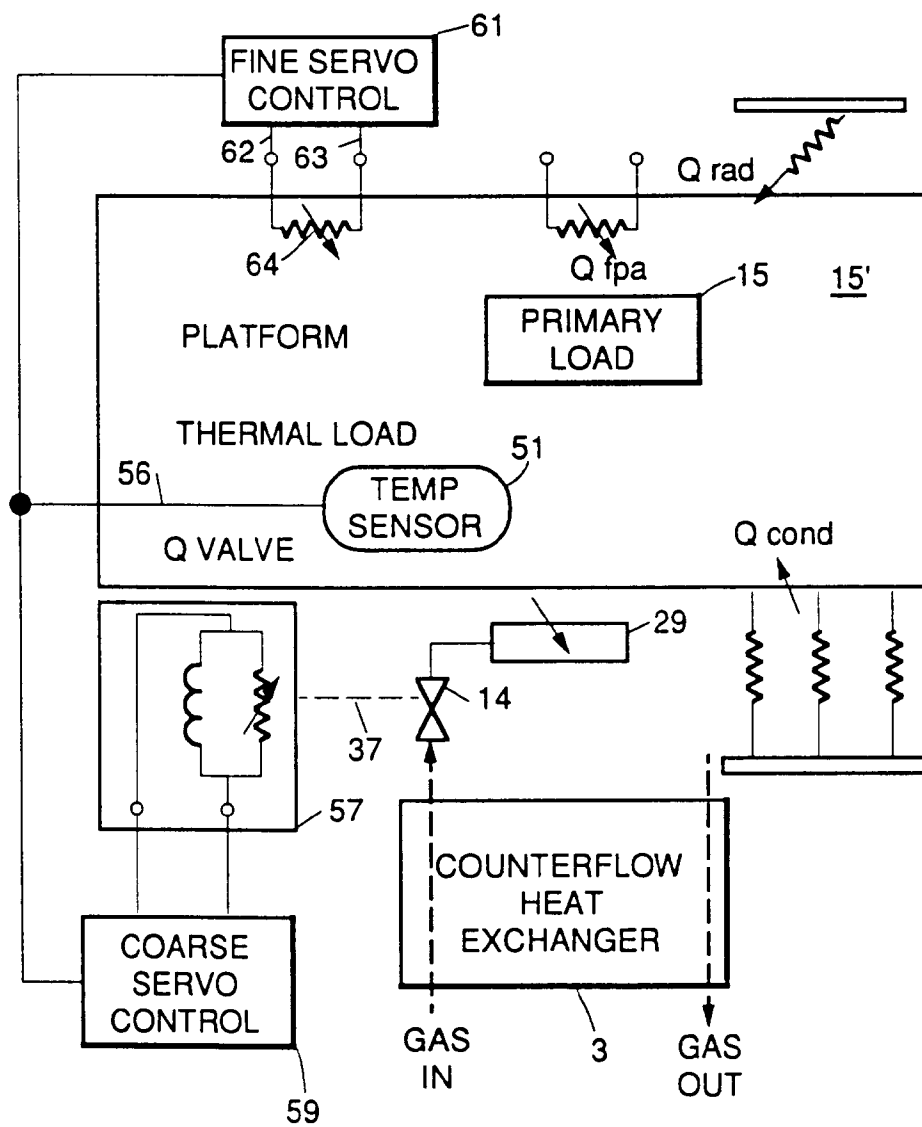 61
FINE SERVO
CONTROL
62
63
Q rad
64
Q fpa
15
15'
PRIMARY
LOAD
PLATFORM
THERMAL LOAD
51
56
TEMP
SENSOR
Q VALVE
Q cond
29
14
37
57
COUNTERFLOW
HEAT
EXCHANGER
COARSE
SERVO
CONTROL
GAS
IN
3
GAS
OUT
59